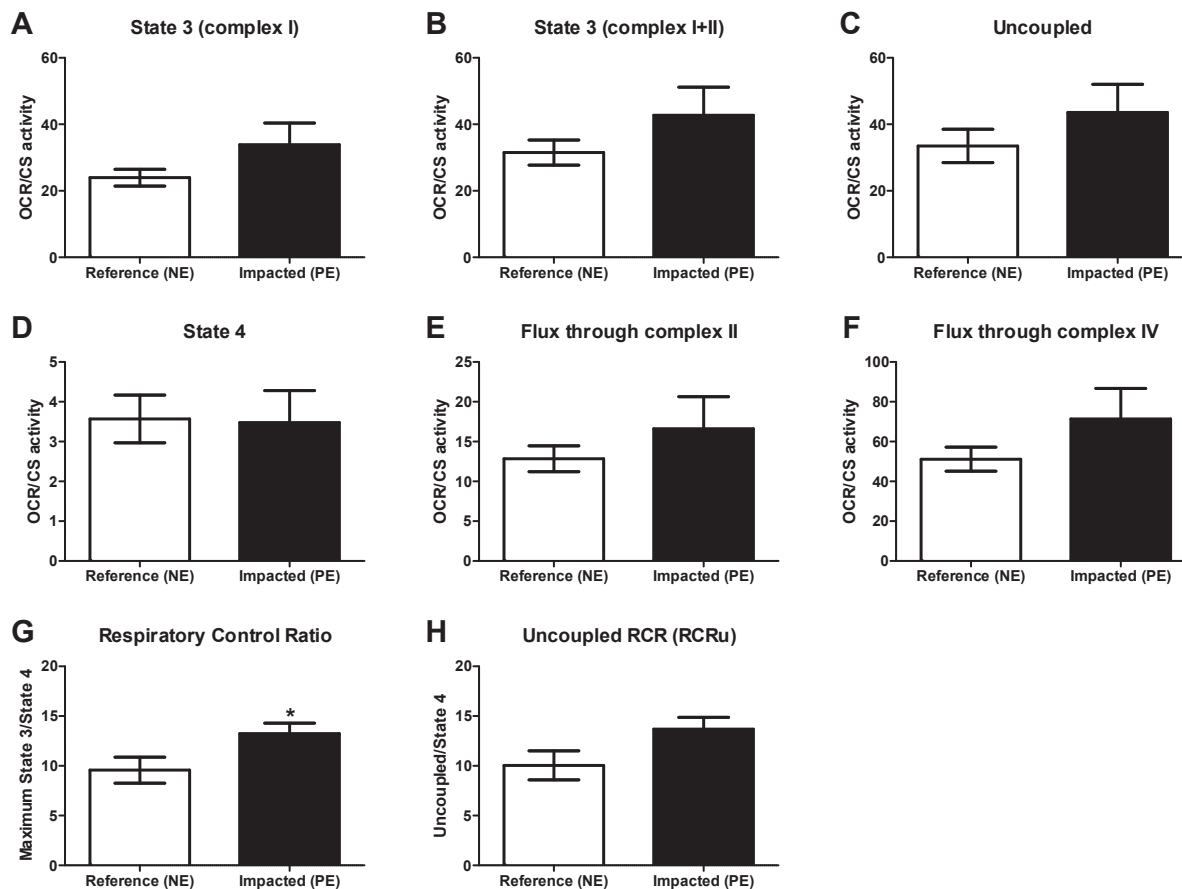 A State 3 (complex I)
60
40
20
0
OCR/CS activity
Reference (NE) Impacted (PE)
B State 3 (complex I+II)
60
40
20
0
OCR/CS activity
Reference (NE) Impacted (PE)
C Uncoupled
60
40
20
0
OCR/CS activity
Reference (NE) Impacted (PE)
D State 4
5
4
3
2
1
0
OCR/CS activity
Reference (NE) Impacted (PE)
E Flux through complex II
25
20
15
10
5
0
OCR/CS activity
Reference (NE) Impacted (PE)
F Flux through complex IV
100
80
60
40
20
0
OCR/CS activity
Reference (NE) Impacted (PE)
G Respiratory Control Ratio
20
15
10
5
0
Maximum State 3/State 4
*
Reference (NE) Impacted (PE)
H Uncoupled RCR (RCRu)
20
15
10
5
0
Uncoupled/State 4
Reference (NE) Impacted (PE)